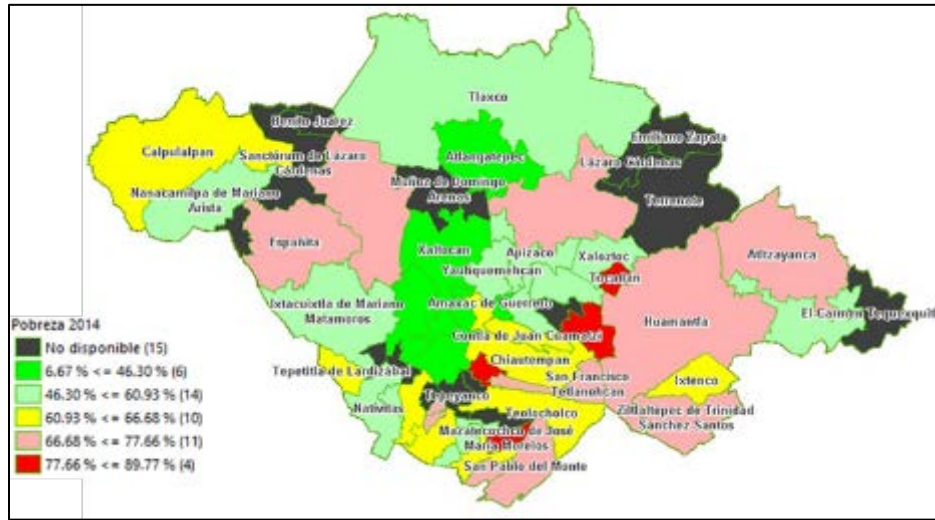 Tlaxco
Benito Juárez
Emiliano Zapata
Calpulalpan
Sanctórum de Lázaro
Cárdenas
Atlangatepec
Lázaro Cárdenas
Muñoz de Domingo
Arenas
Nanacamilpa de Mariano
Arista
Terrenate
Españita
Xaltocan
Apizaco
Xaloztoc
Altzayanca
Yauhquemehcan
Tocatlán
Ixtacuixtla de Mariano
Matamoros
Amaxac de Guerrero
Huamantla
El Carmen Tequexquitl
Cuntla de Juan Cuamatzi
Chiautempan
Tepetitla de Lardizábal
San Francisco
Tetlanohcan
Ixtenco
Nativitas
Tepeyanco
Teolocholco
Ziltlaltepec de Trinidad
Sánchez Santos
Mazatecochco de José
María Morelos
San Pablo del Monte
Pobreza 2014
No disponible (15)
6.67 % <= 46.30 % (6)
46.30 % <= 60.93 % (14)
60.93 % <= 66.68 % (10)
66.68 % <= 77.66 % (11)
77.66 % <= 89.77 % (4)